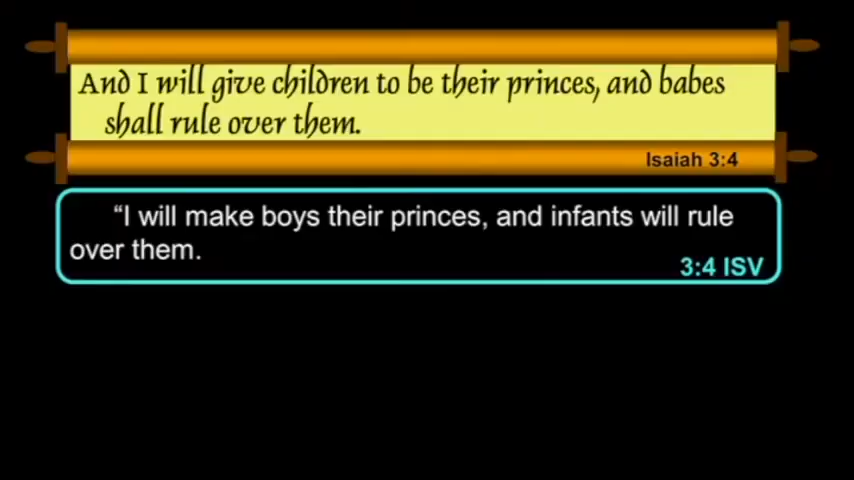 And I will give children to be their princes, and babes
shall rule over them.
Isaiah 3:4
“I will make boys their princes, and infants will rule
over them.
3:4 ISV